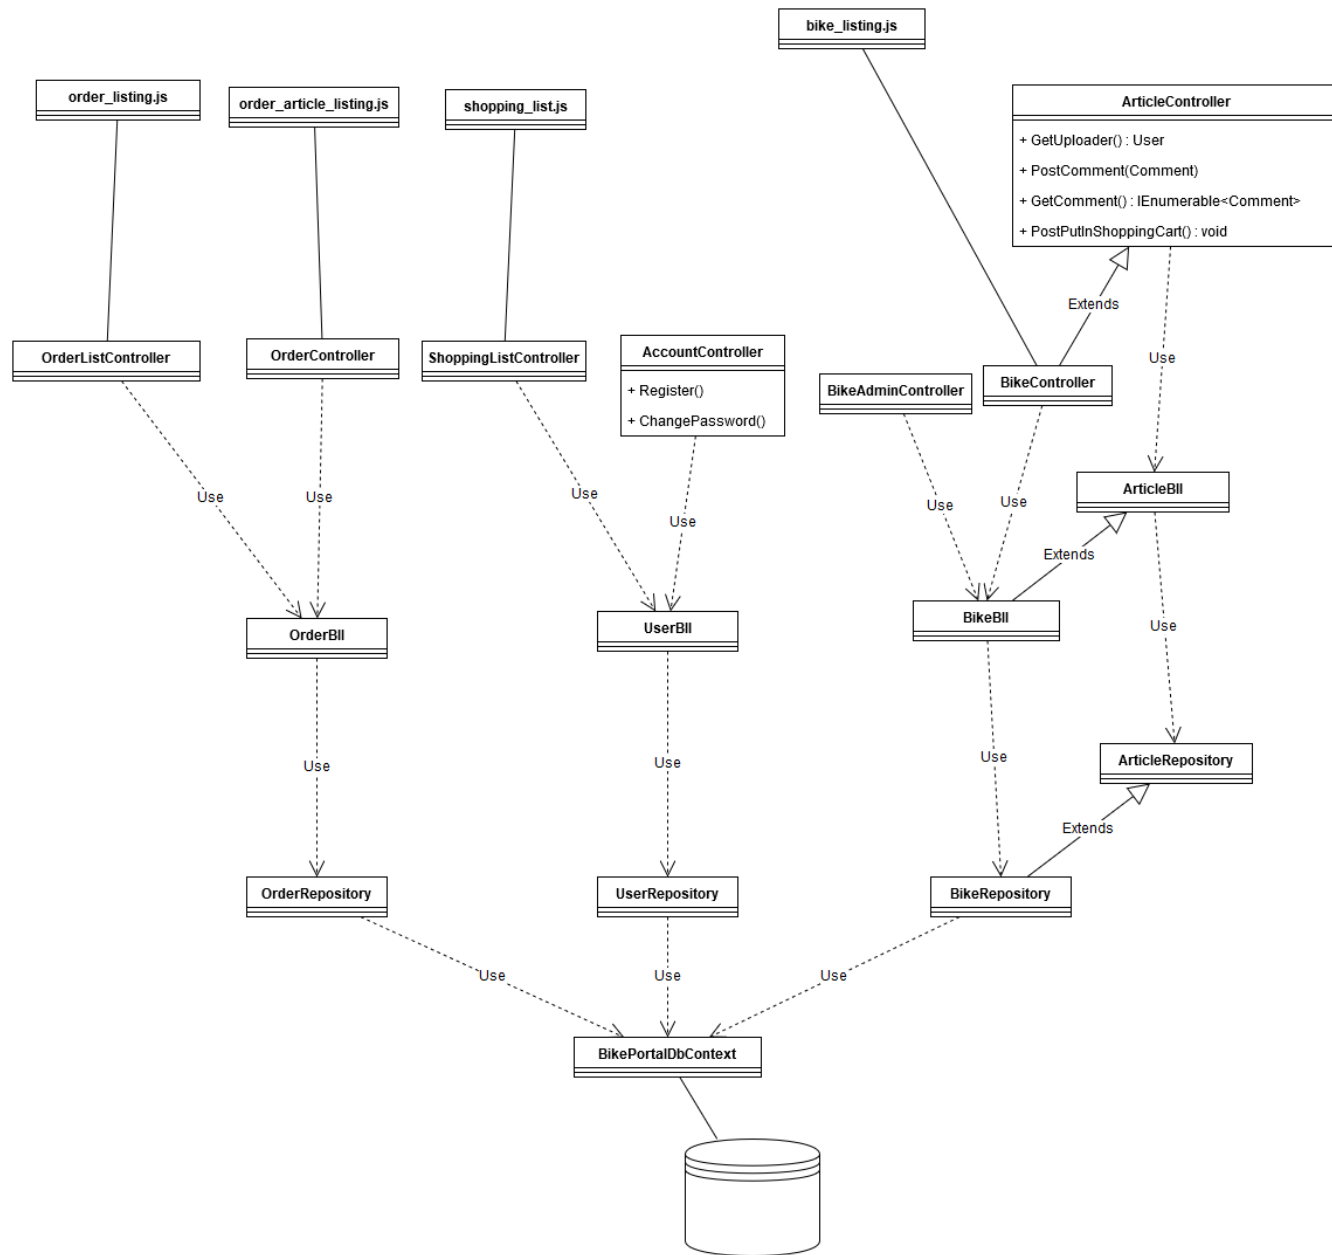 bike_listing.js
order_listing.js
order_article_listing.js
shopping_list.js
ArticleController
+ GetUploader() : User
+ PostComment(Comment)
+ GetComment() : IEnumerable<Comment>
+ PostPutInShoppingCart() : void
Extends
OrderListController
OrderController
ShoppingListController
AccountController
+ Register()
+ ChangePassword()
BikeAdminController
BikeController
Use
ArticleBll
Use
Use
Use
Use
Use
Use
Extends
OrderBll
UserBll
BikeBll
Use
Use
Use
Use
ArticleRepository
Extends
OrderRepository
UserRepository
BikeRepository
Use
Use
Use
BikePortalDbContext